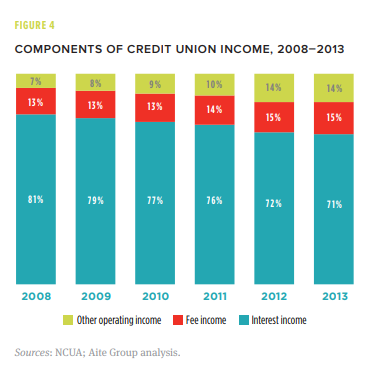 FIGURE 4
COMPONENTS OF CREDIT UNION INCOME, 2008–2013
7% 8% 9% 10% 14% 14%
13% 13% 13% 14% 15% 15%
81% 79% 77% 76% 72% 71%
2008 2009 2010 2011 2012 2013
Other operating income Fee income Interest income
Sources: NCUA; Aite Group analysis.